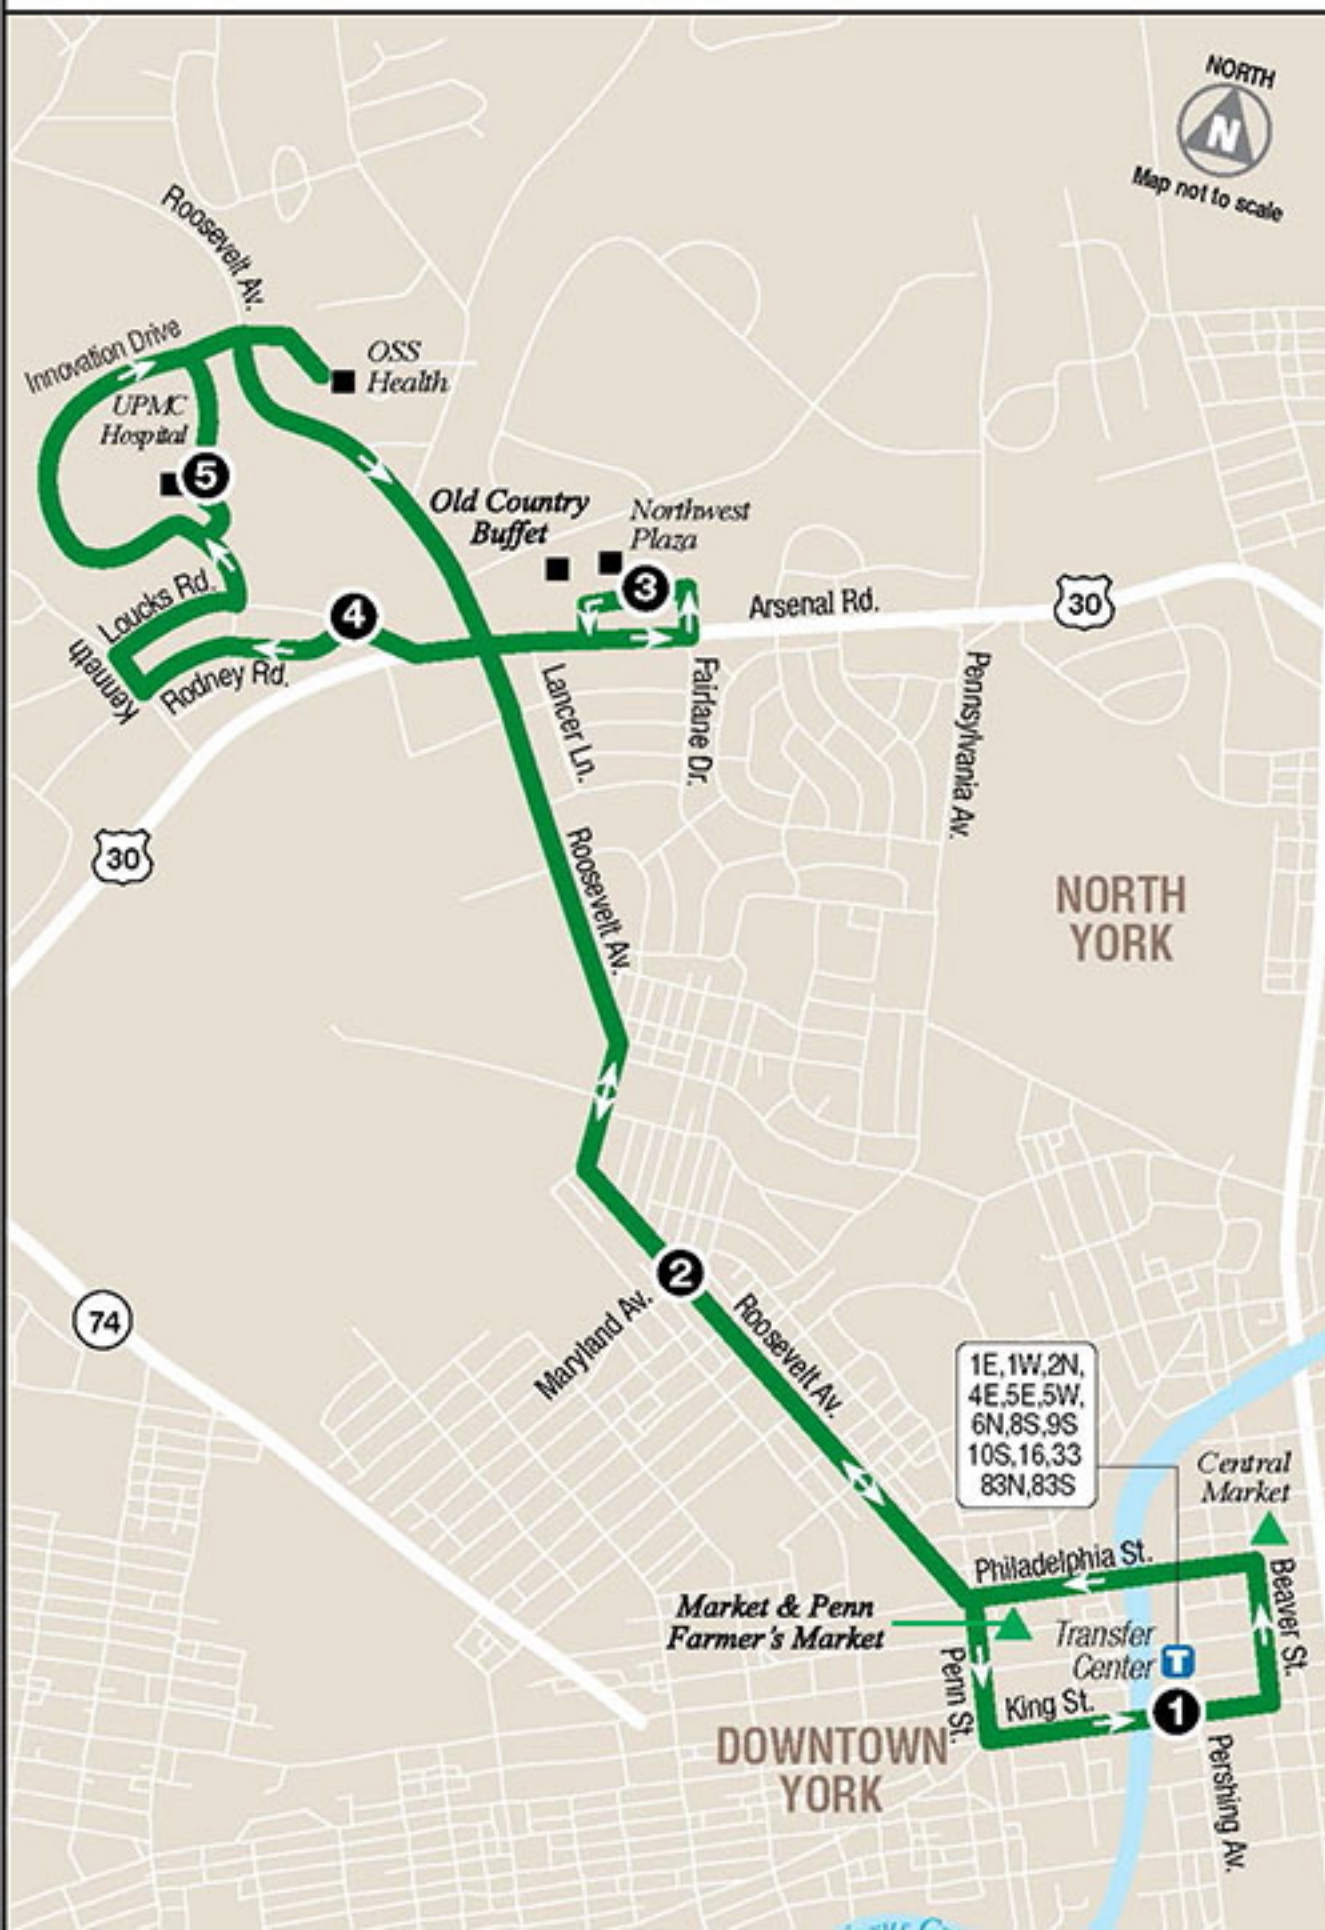 NORTH
N
Map not to scale
Roosevelt Av.
Innovation Drive
OSS
Health
UPMC
Hospital
5
Old Country
Buffet
Northwest
Plaza
3
30
Arsenal Rd.
Loucks Rd.
4
Kenneth
Rodney Rd.
Lancer Ln.
Fairlane Dr.
Pennsylvania Av.
30
Roosevelt Av.
NORTH
YORK
2
74
Maryland Av.
Roosevelt Av.
1E,1W,2N,
4E,5E,5W,
6N,8S,9S
10S,16,33
83N,83S
Central
Market
Philadelphia St.
Beaver St.
Market & Penn
Farmer's Market
Transfer
Center
T
Penn St.
King St.
1
DOWNTOWN
YORK
Pershing Av.